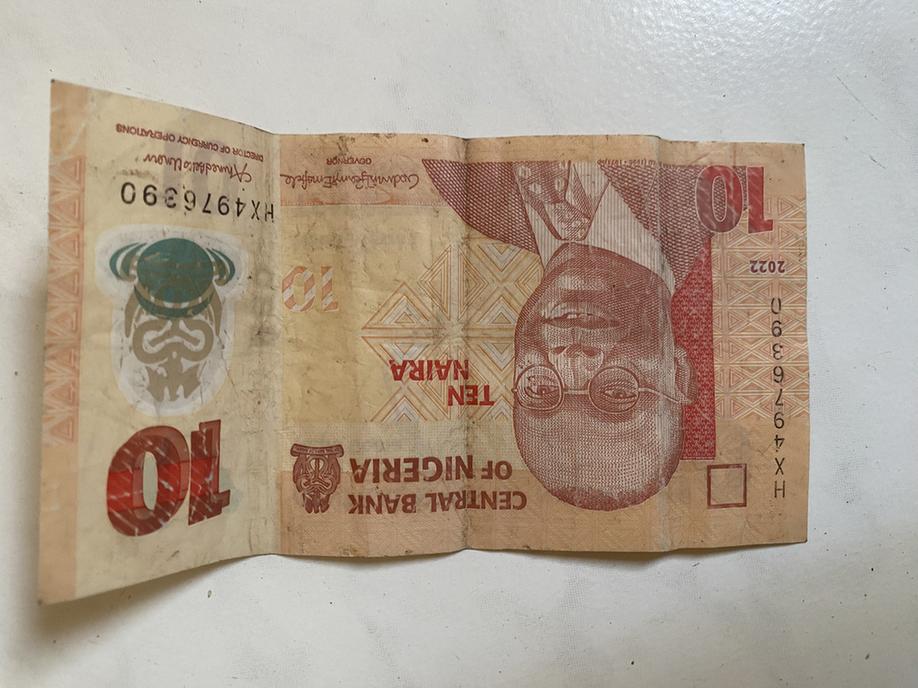 CENTRAL BANK
OF NIGERIA
10
TEN
NAIRA
10
HX4976390
2022
10
GOVERNOR
HX4976390
DIRECTOR OF CURRENCY OPERATIONS